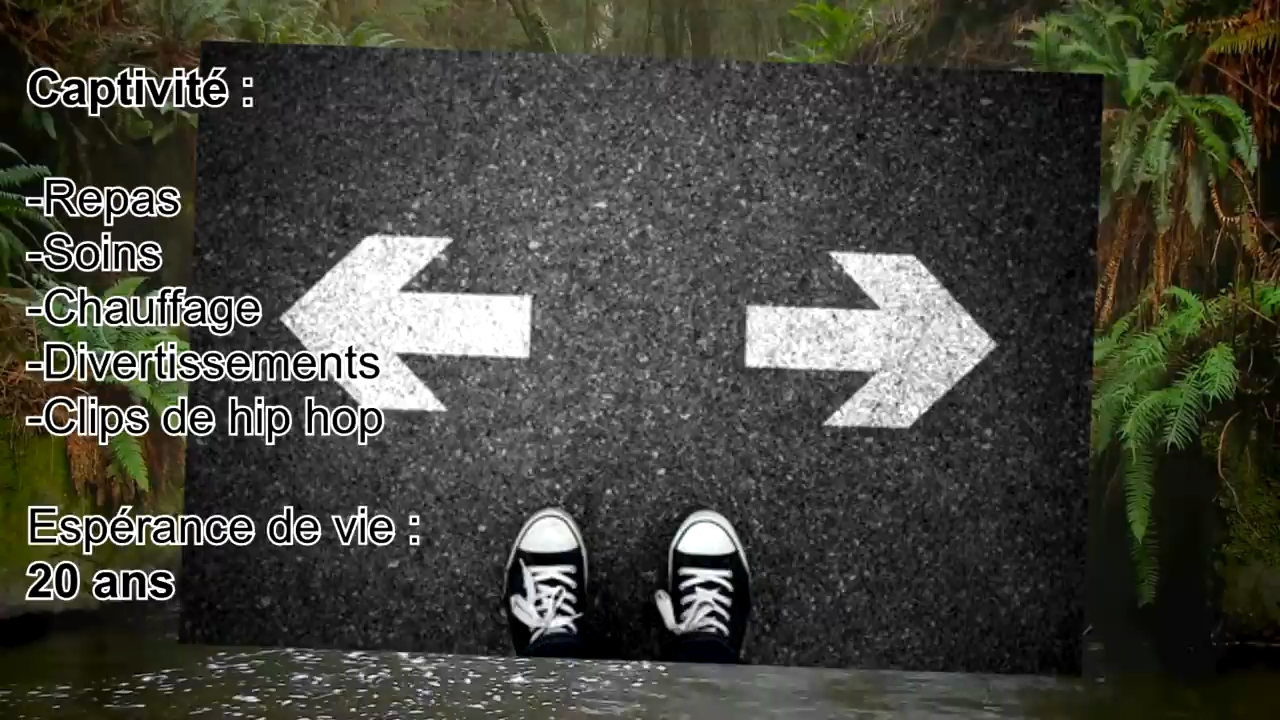 Captivité :
-Repas
-Soins
-Chauffage
-Divertissements
-Clips de hip hop
Espérance de vie :
20 ans